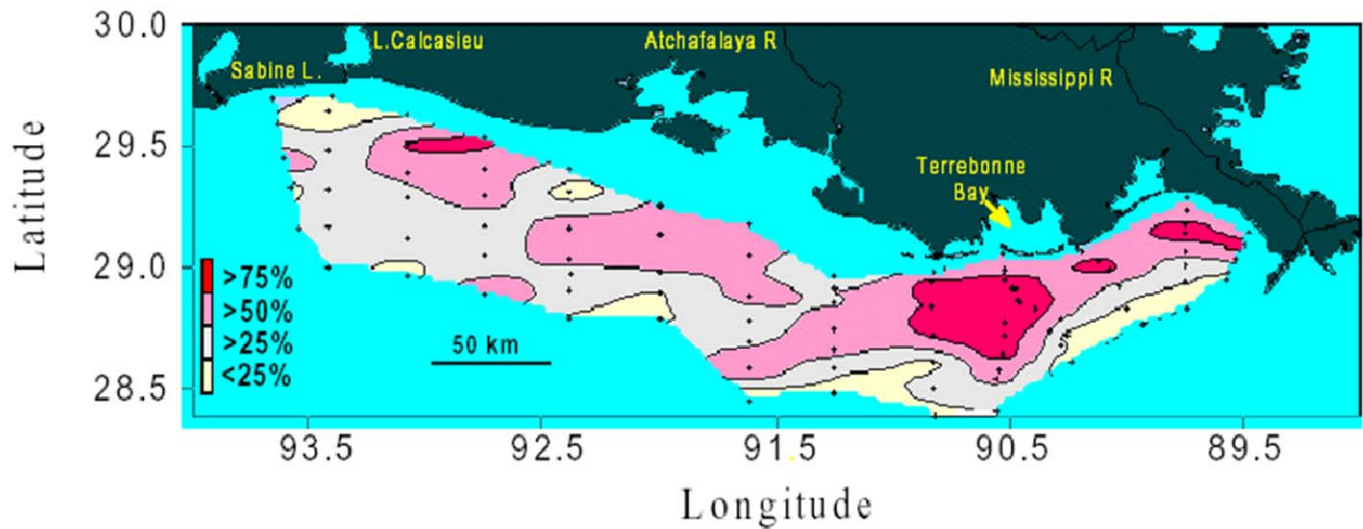 30.0
29.5
29.0
28.5
Latitude
Sabine L.
L.Calcasieu
Atchafalaya R
Mississippi R
Terrebonne
Bay
>75%
>50%
>25%
<25%
50 km
93.5 92.5 91.5 90.5 89.5
Longitude